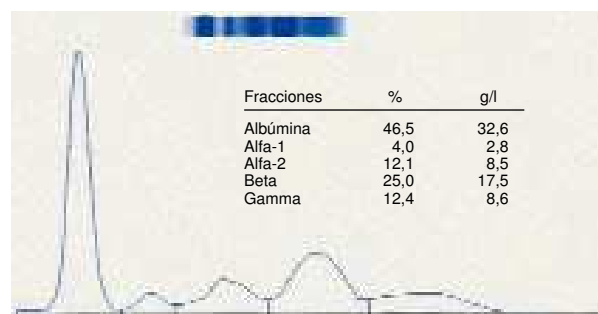 Fracciones % g/l
Albúmina 46,5 32,6
Alfa-1 4,0 2,8
Alfa-2 12,1 8,5
Beta 25,0 17,5
Gamma 12,4 8,6